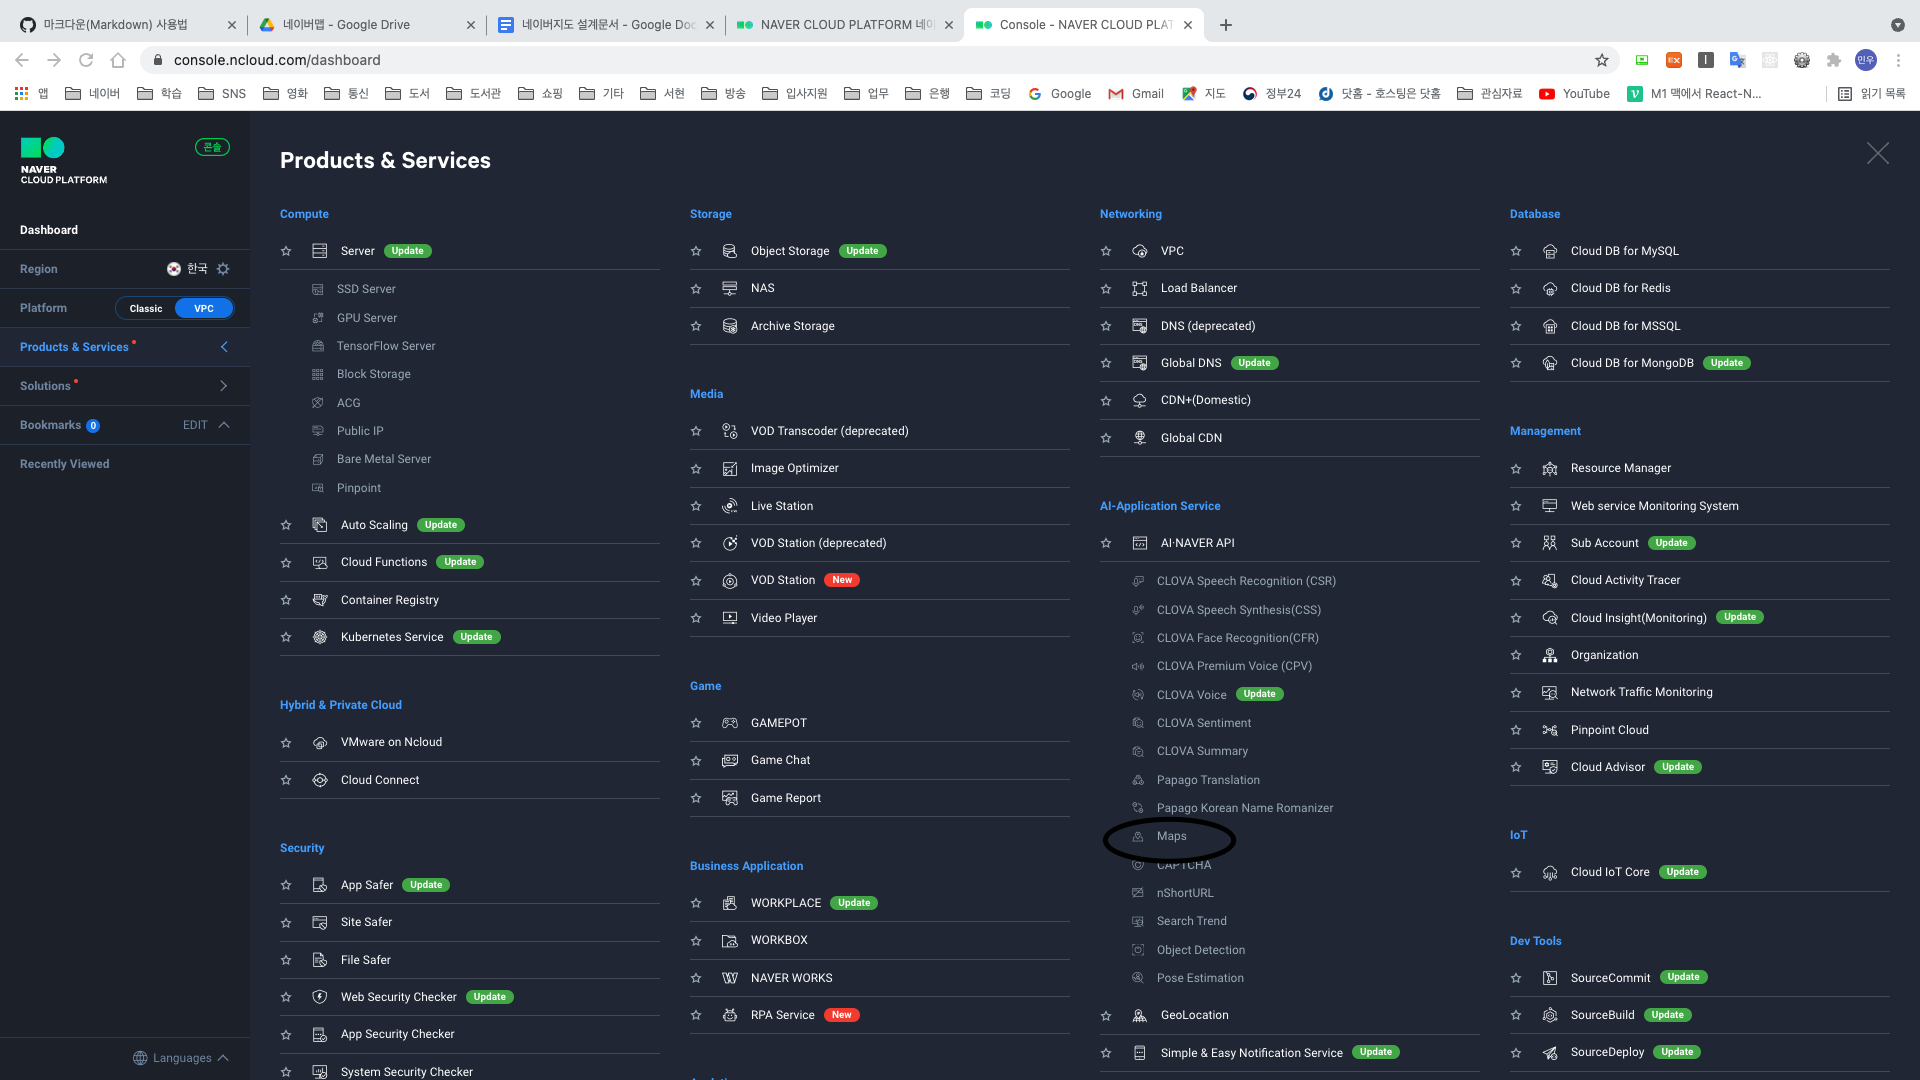 마크다운(Markdown) 사용법
네이버맵 - Google Drive
네이버지도 설계문서 - Google Doc
NAVER CLOUD PLATFORM 네이
Console - NAVER CLOUD PLAT
console.ncloud.com/dashboard
민우
앱
네이버
학습
SNS
영화
통신
도서
도서관
쇼핑
기타
서현
방송
입사지원
업무
은행
코딩
Google
Gmail
지도
정부24
닷홈 - 호스팅은 닷홈
관심자료
YouTube
M1 맥에서 React-N...
읽기 목록
NAVER
CLOUD PLATFORM
콘솔
Dashboard
Region
한국
Platform
Classic
VPC
Products & Services
Solutions
Bookmarks 0
EDIT
Recently Viewed
Languages
Products & Services
Compute
Server Update
SSD Server
GPU Server
TensorFlow Server
Block Storage
ACG
Public IP
Bare Metal Server
Pinpoint
Auto Scaling Update
Cloud Functions Update
Container Registry
Kubernetes Service Update
Hybrid & Private Cloud
VMware on Ncloud
Cloud Connect
Security
App Safer Update
Site Safer
File Safer
Web Security Checker Update
App Security Checker
System Security Checker
Storage
Object Storage Update
NAS
Archive Storage
Media
VOD Transcoder (deprecated)
Image Optimizer
Live Station
VOD Station (deprecated)
VOD Station New
Video Player
Game
GAMEPOT
Game Chat
Game Report
Business Application
WORKPLACE Update
WORKBOX
NAVER WORKS
RPA Service New
Networking
VPC
Load Balancer
DNS (deprecated)
Global DNS Update
CDN+(Domestic)
Global CDN
AI-Application Service
AI·NAVER API
CLOVA Speech Recognition (CSR)
CLOVA Speech Synthesis(CSS)
CLOVA Face Recognition(CFR)
CLOVA Premium Voice (CPV)
CLOVA Voice Update
CLOVA Sentiment
CLOVA Summary
Papago Translation
Papago Korean Name Romanizer
Maps
CAPTCHA
nShortURL
Search Trend
Object Detection
Pose Estimation
GeoLocation
Simple & Easy Notification Service Update
Database
Cloud DB for MySQL
Cloud DB for Redis
Cloud DB for MSSQL
Cloud DB for MongoDB Update
Management
Resource Manager
Web service Monitoring System
Sub Account Update
Cloud Activity Tracer
Cloud Insight(Monitoring) Update
Organization
Network Traffic Monitoring
Pinpoint Cloud
Cloud Advisor Update
IoT
Cloud IoT Core Update
Dev Tools
SourceCommit Update
SourceBuild Update
SourceDeploy Update